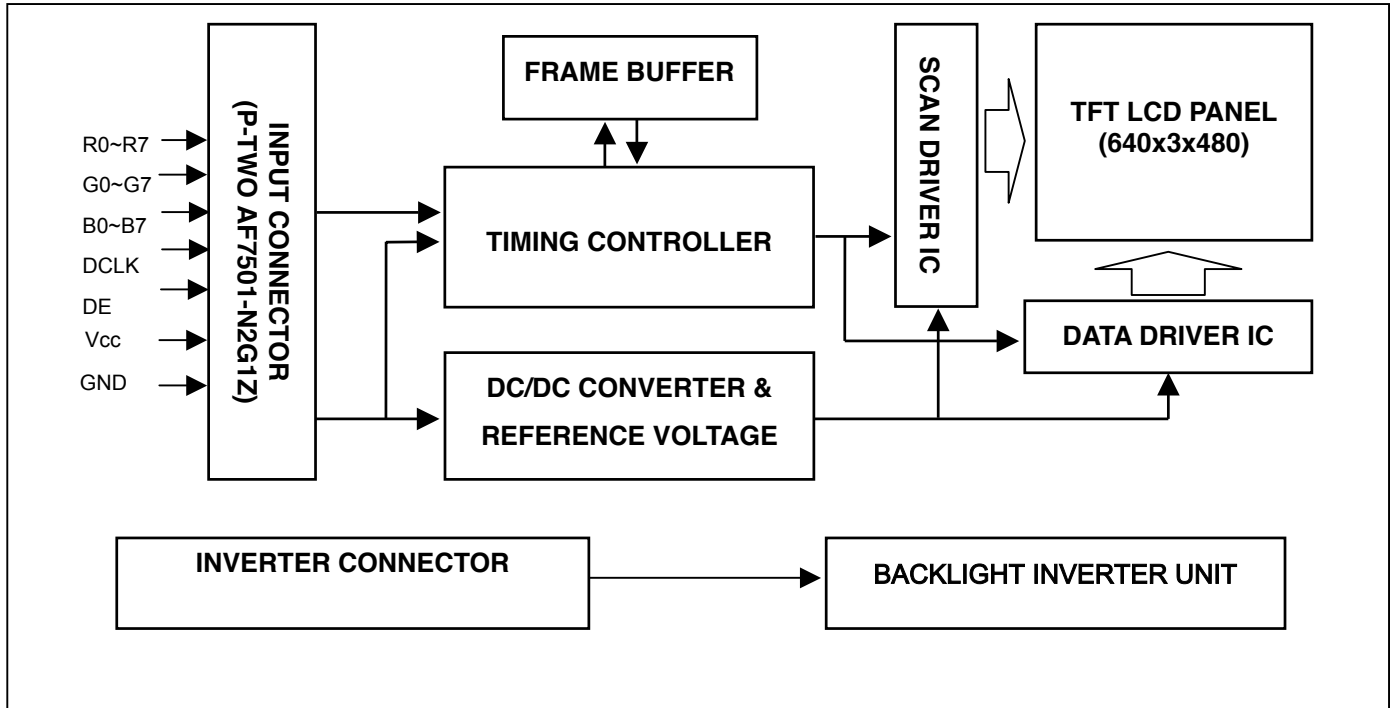 R0~R7
G0~G7
B0~B7
DCLK
DE
Vcc
GND
INPUT CONNECTOR
(P-TWO AF7501-N2G1Z)
FRAME BUFFER
TIMING CONTROLLER
DC/DC CONVERTER &
REFERENCE VOLTAGE
SCAN DRIVER IC
TFT LCD PANEL
(640x3x480)
DATA DRIVER IC
INVERTER CONNECTOR
BACKLIGHT INVERTER UNIT